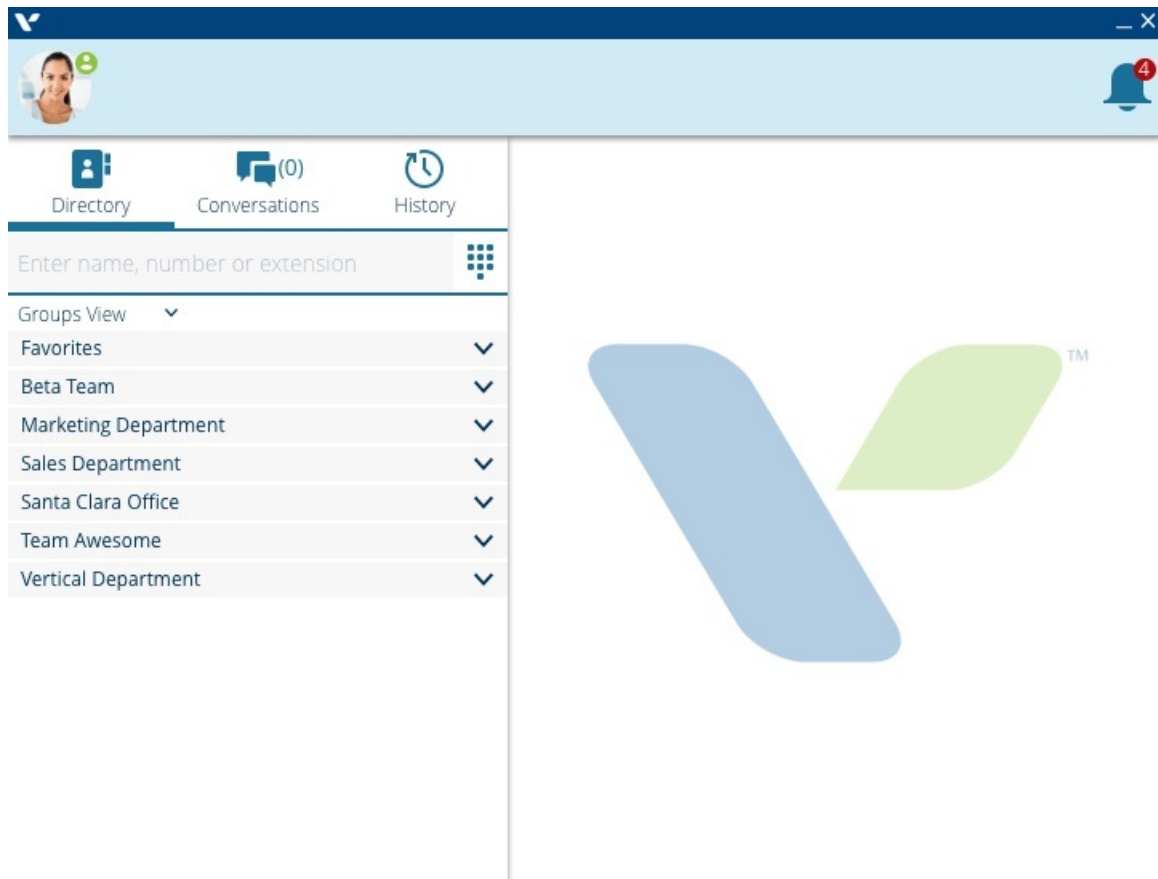 4
(0)
Directory Conversations History
Enter name, number or extension
Groups View
Favorites
Beta Team
Marketing Department
Sales Department
Santa Clara Office
Team Awesome
Vertical Department
TM